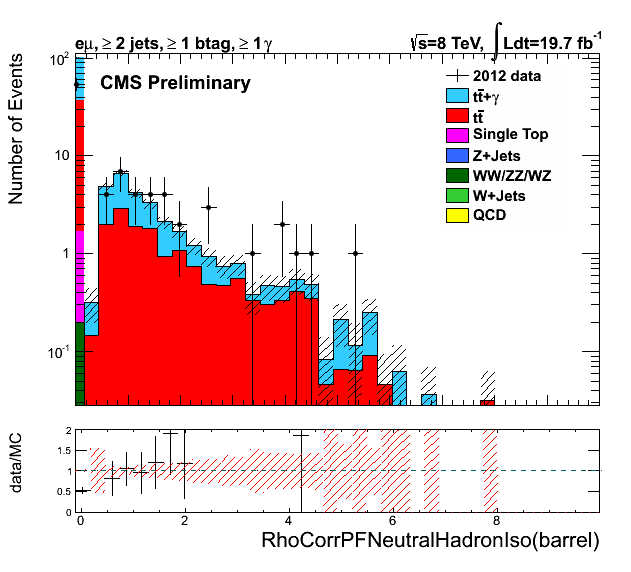 eμ, ≥ 2 jets, ≥ 1 btag, ≥ 1γ
√s=8 TeV, ∫Ldt=19.7 fb⁻¹
CMS Preliminary
2012 data
tt̄+γ
tt̄
Single Top
Z+Jets
WW/ZZ/WZ
W+Jets
QCD
Number of Events
10²
10
1
10⁻¹
data/MC
2
1.5
1
0.5
0
0 2 4 6 8
RhoCorrPFNeutralHadronIso(barrel)